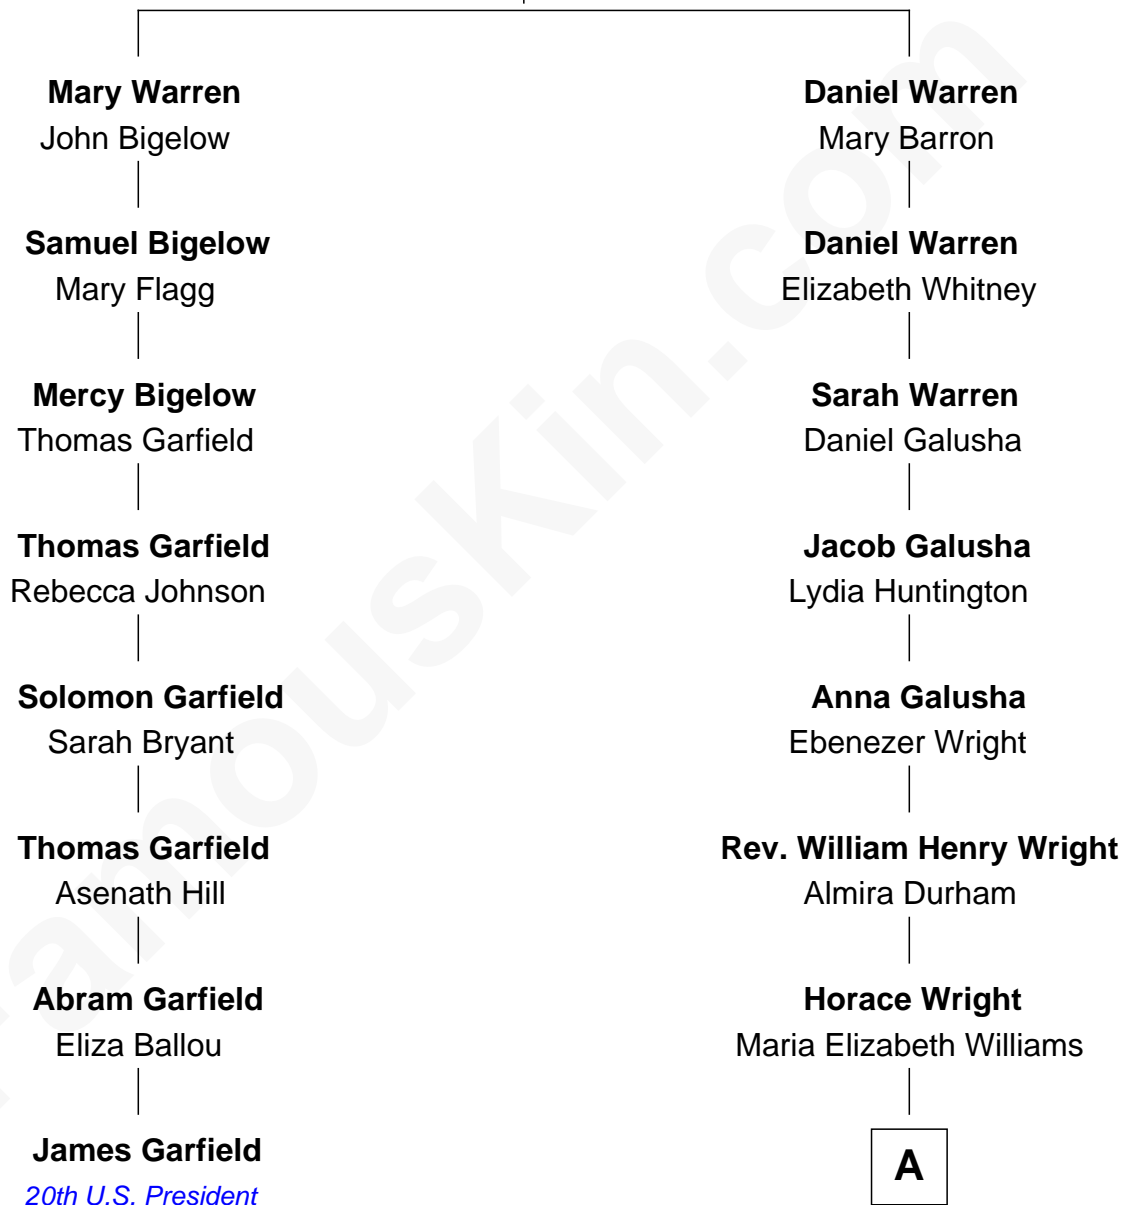 Mary Warren
John Bigelow
Samuel Bigelow
Mary Flagg
Mercy Bigelow
Thomas Garfield
Thomas Garfield
Rebecca Johnson
Solomon Garfield
Sarah Bryant
Thomas Garfield
Asenath Hill
Abram Garfield
Eliza Ballou
James Garfield
20th U.S. President
Daniel Warren
Mary Barron
Daniel Warren
Elizabeth Whitney
Sarah Warren
Daniel Galusha
Jacob Galusha
Lydia Huntington
Anna Galusha
Ebenezer Wright
Rev. William Henry Wright
Almira Durham
Horace Wright
Maria Elizabeth Williams
A
FamousKin.com